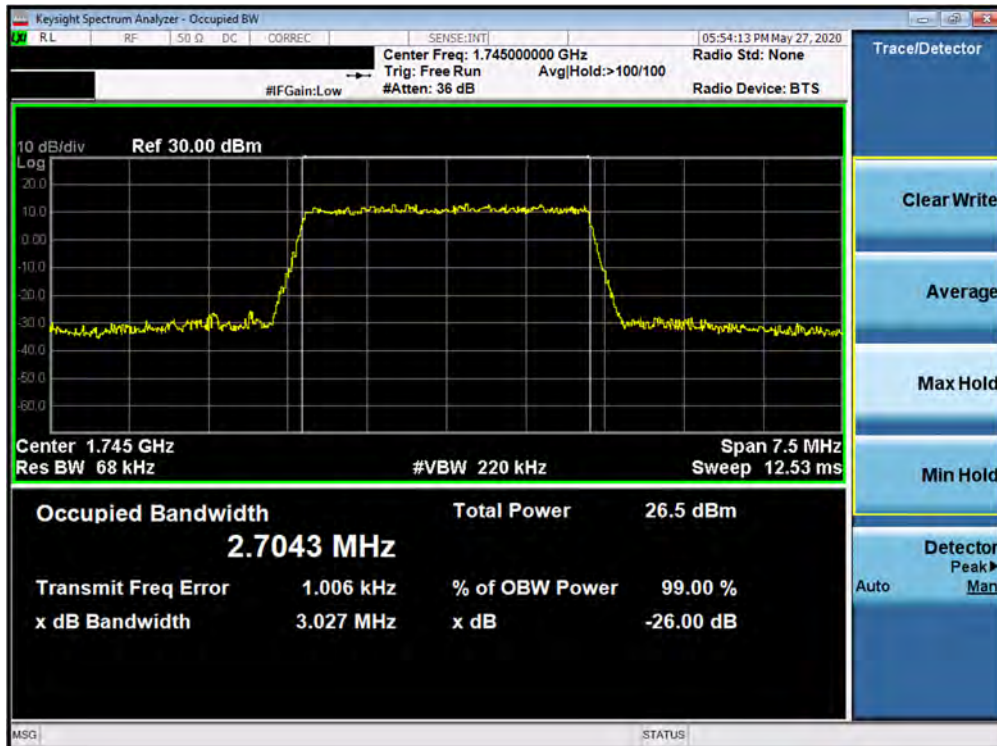 Keysight Spectrum Analyzer - Occupied BW
LXI RL RF 50 Ω DC CORREC SENSE:INT 05:54:13 PM May 27, 2020
Center Freq: 1.745000000 GHz Radio Std: None
Trig: Free Run Avg|Hold:>100/100
#IFGain:Low #Atten: 36 dB Radio Device: BTS
Trace/Detector
10 dB/div Ref 30.00 dBm
Log
20.0
10.0
0.00
-10.0
-20.0
-30.0
-40.0
-50.0
-60.0
Center 1.745 GHz Span 7.5 MHz
Res BW 68 kHz #VBW 220 kHz Sweep 12.53 ms
Occupied Bandwidth Total Power 26.5 dBm
2.7043 MHz
Transmit Freq Error 1.006 kHz % of OBW Power 99.00 %
x dB Bandwidth 3.027 MHz x dB -26.00 dB
Clear Write
Average
Max Hold
Min Hold
Detector
Peak▶
Auto Man
MSG STATUS